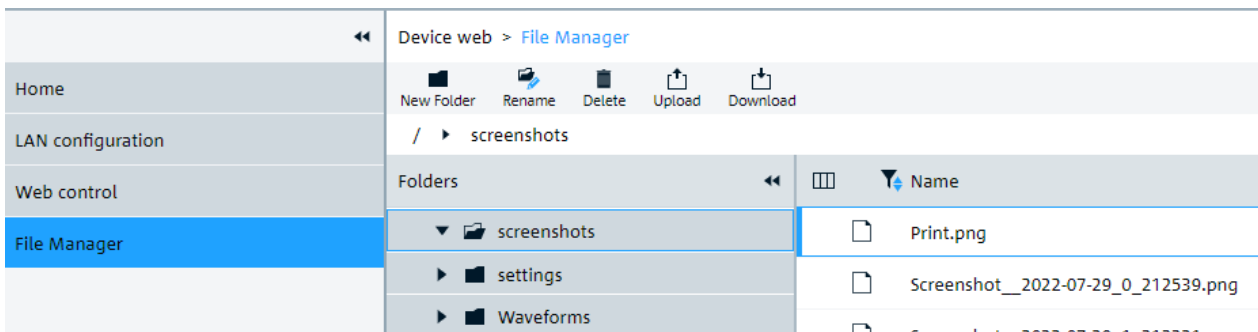 Device web > File Manager
Home
LAN configuration
Web control
File Manager
New Folder Rename Delete Upload Download
/ screenshots
Folders
screenshots
settings
Waveforms
Name
Print.png
Screenshot__2022-07-29_0_212539.png